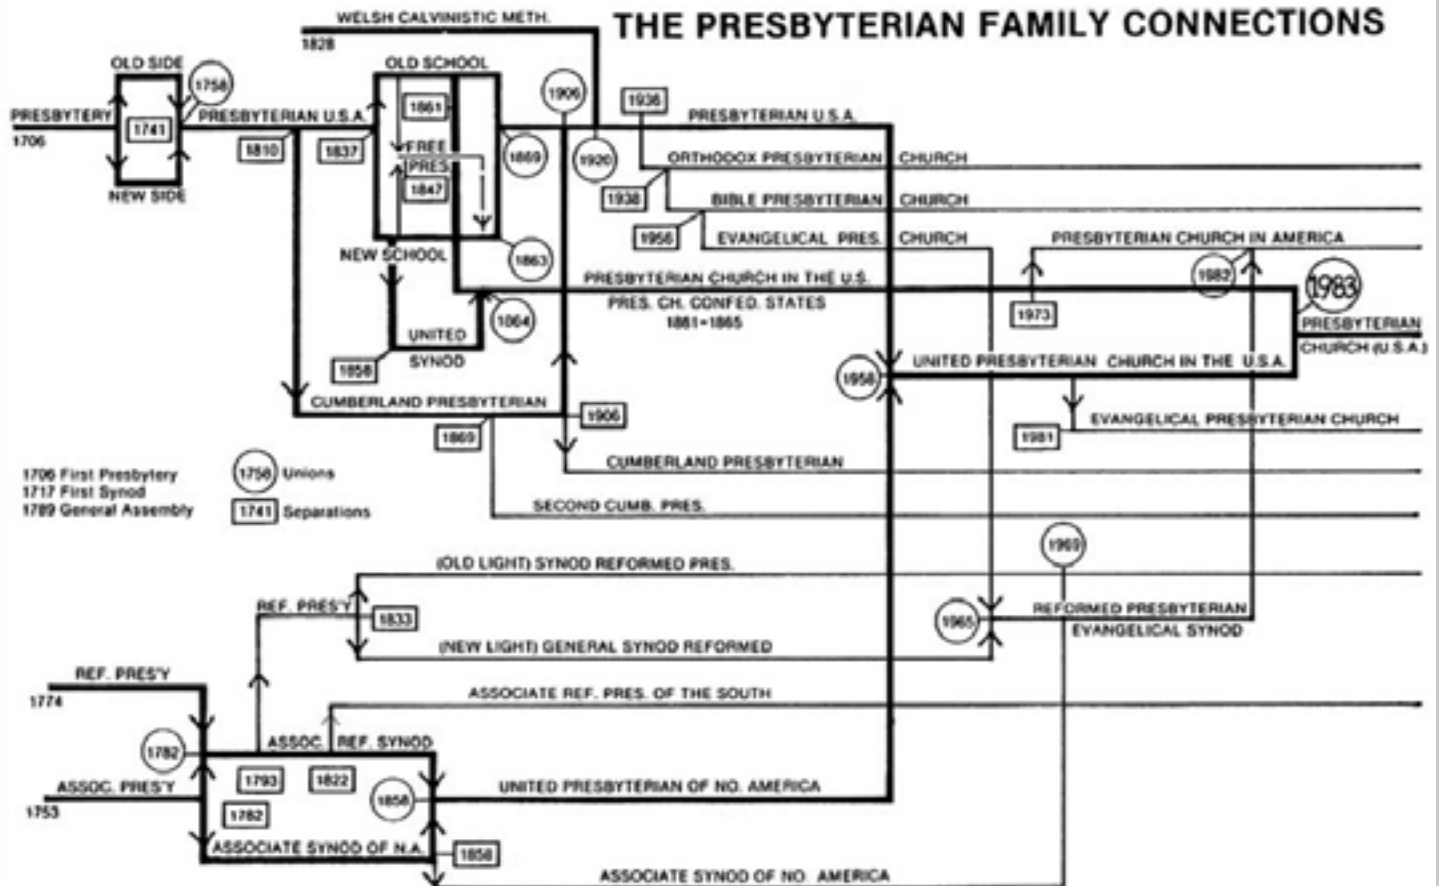 THE PRESBYTERIAN FAMILY CONNECTIONS
WELSH CALVINISTIC METH.
1828
OLD SIDE
1758
OLD SCHOOL
1906
1936
PRESBYTERY
1706
1741
PRESBYTERIAN U.S.A.
1861
PRESBYTERIAN U.S.A.
1810
1837
FREE
PRES
1869
1920
ORTHODOX PRESBYTERIAN CHURCH
NEW SIDE
1847
1938
BIBLE PRESBYTERIAN CHURCH
1956
EVANGELICAL PRES. CHURCH
PRESBYTERIAN CHURCH IN AMERICA
NEW SCHOOL
1863
1982
PRESBYTERIAN CHURCH IN THE U.S.
1983
PRES. CH. CONFED. STATES
1861-1865
1864
1973
PRESBYTERIAN
CHURCH (U.S.A.)
UNITED
SYNOD
1858
1958
UNITED PRESBYTERIAN CHURCH IN THE U.S.A.
CUMBERLAND PRESBYTERIAN
1906
1869
1981
EVANGELICAL PRESBYTERIAN CHURCH
CUMBERLAND PRESBYTERIAN
1706 First Presbytery
1717 First Synod
1789 General Assembly
1758 Unions
1741 Separations
SECOND CUMB. PRES.
1969
(OLD LIGHT) SYNOD REFORMED PRES.
REF. PRES'Y
1833
1965
REFORMED PRESBYTERIAN
EVANGELICAL SYNOD
(NEW LIGHT) GENERAL SYNOD REFORMED
REF. PRES'Y
1774
ASSOCIATE REF. PRES. OF THE SOUTH
1782
ASSOC. REF. SYNOD
1793
1822
ASSOC. PRES'Y
1753
1782
1858
UNITED PRESBYTERIAN OF NO. AMERICA
ASSOCIATE SYNOD OF N.A.
1858
ASSOCIATE SYNOD OF NO. AMERICA